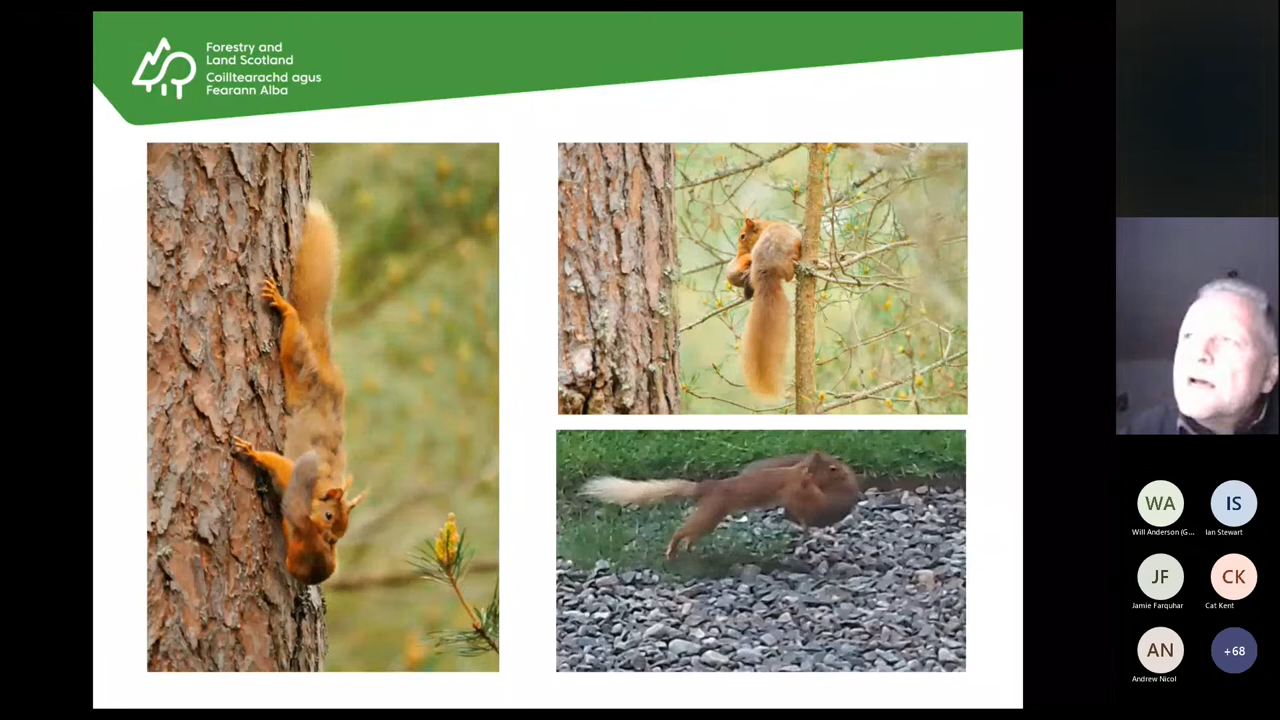 Forestry and
Land Scotland
Coilltearachd agus
Fearann Alba
WA
IS
Will Anderson (G...
Ian Stewart
JF
CK
Jamie Farquhar
Cat Kent
AN
+68
Andrew Nicol